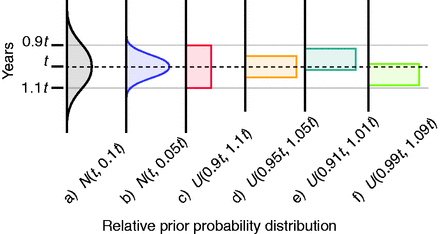 Years
0.9t
t
1.1t
a) N(t, 0.1t)
b) N(t, 0.05t)
c) U(0.9t, 1.1t)
d) U(0.95t, 1.05t)
e) U(0.91t, 1.01t)
f) U(0.99t, 1.09t)
Relative prior probability distribution